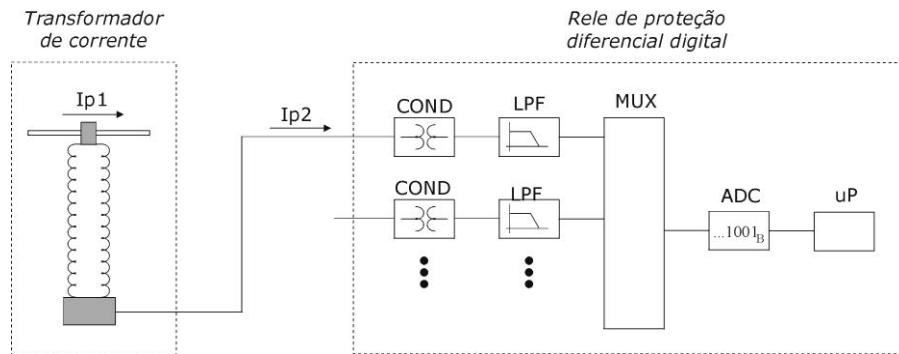 Transformador
de corrente
Rele de proteção
diferencial digital
Ip1
Ip2
COND
LPF
MUX
COND
LPF
ADC
uP
...1001B